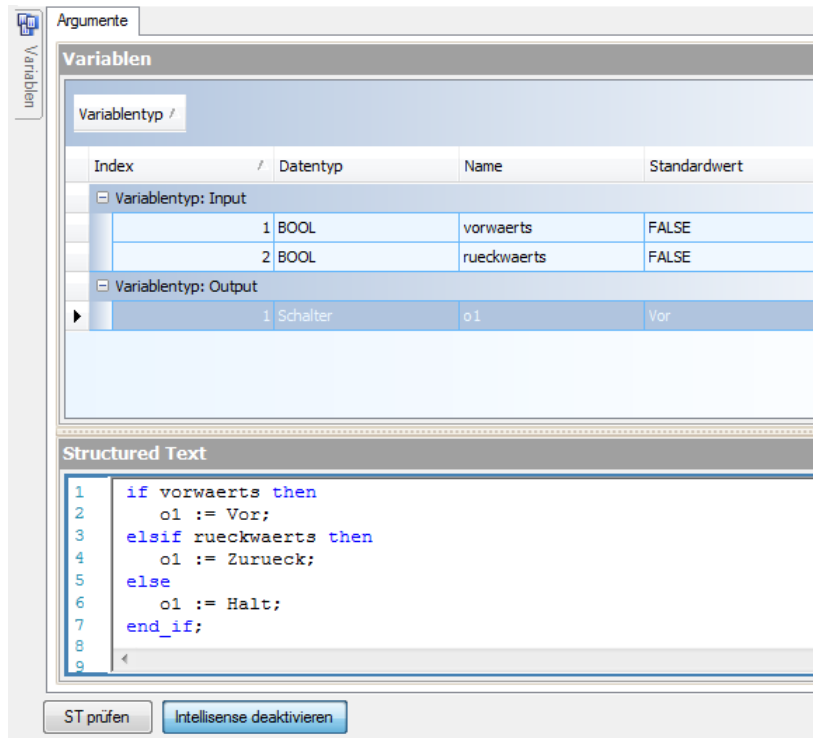 Argumente
Variablen
Variablen
Variablentyp
Index Datentyp Name Standardwert
Variablentyp: Input
1 BOOL vorwaerts FALSE
2 BOOL rueckwaerts FALSE
Variablentyp: Output
1 Schalter o1 Vor
Structured Text
1 if vorwaerts then
2 o1 := Vor;
3 elsif rueckwaerts then
4 o1 := Zurueck;
5 else
6 o1 := Halt;
7 end_if;
8
9
ST prüfen Intellisense deaktivieren